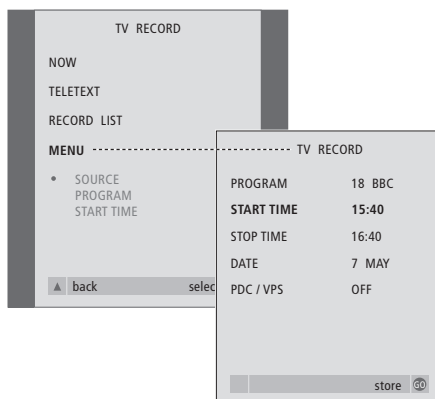 TV RECORD
NOW
TELETEXT
RECORD LIST
MENU
• SOURCE
PROGRAM
START TIME
▲ back selec
TV RECORD
PROGRAM 18 BBC
START TIME 15:40
STOP TIME 16:40
DATE 7 MAY
PDC / VPS OFF
store GO